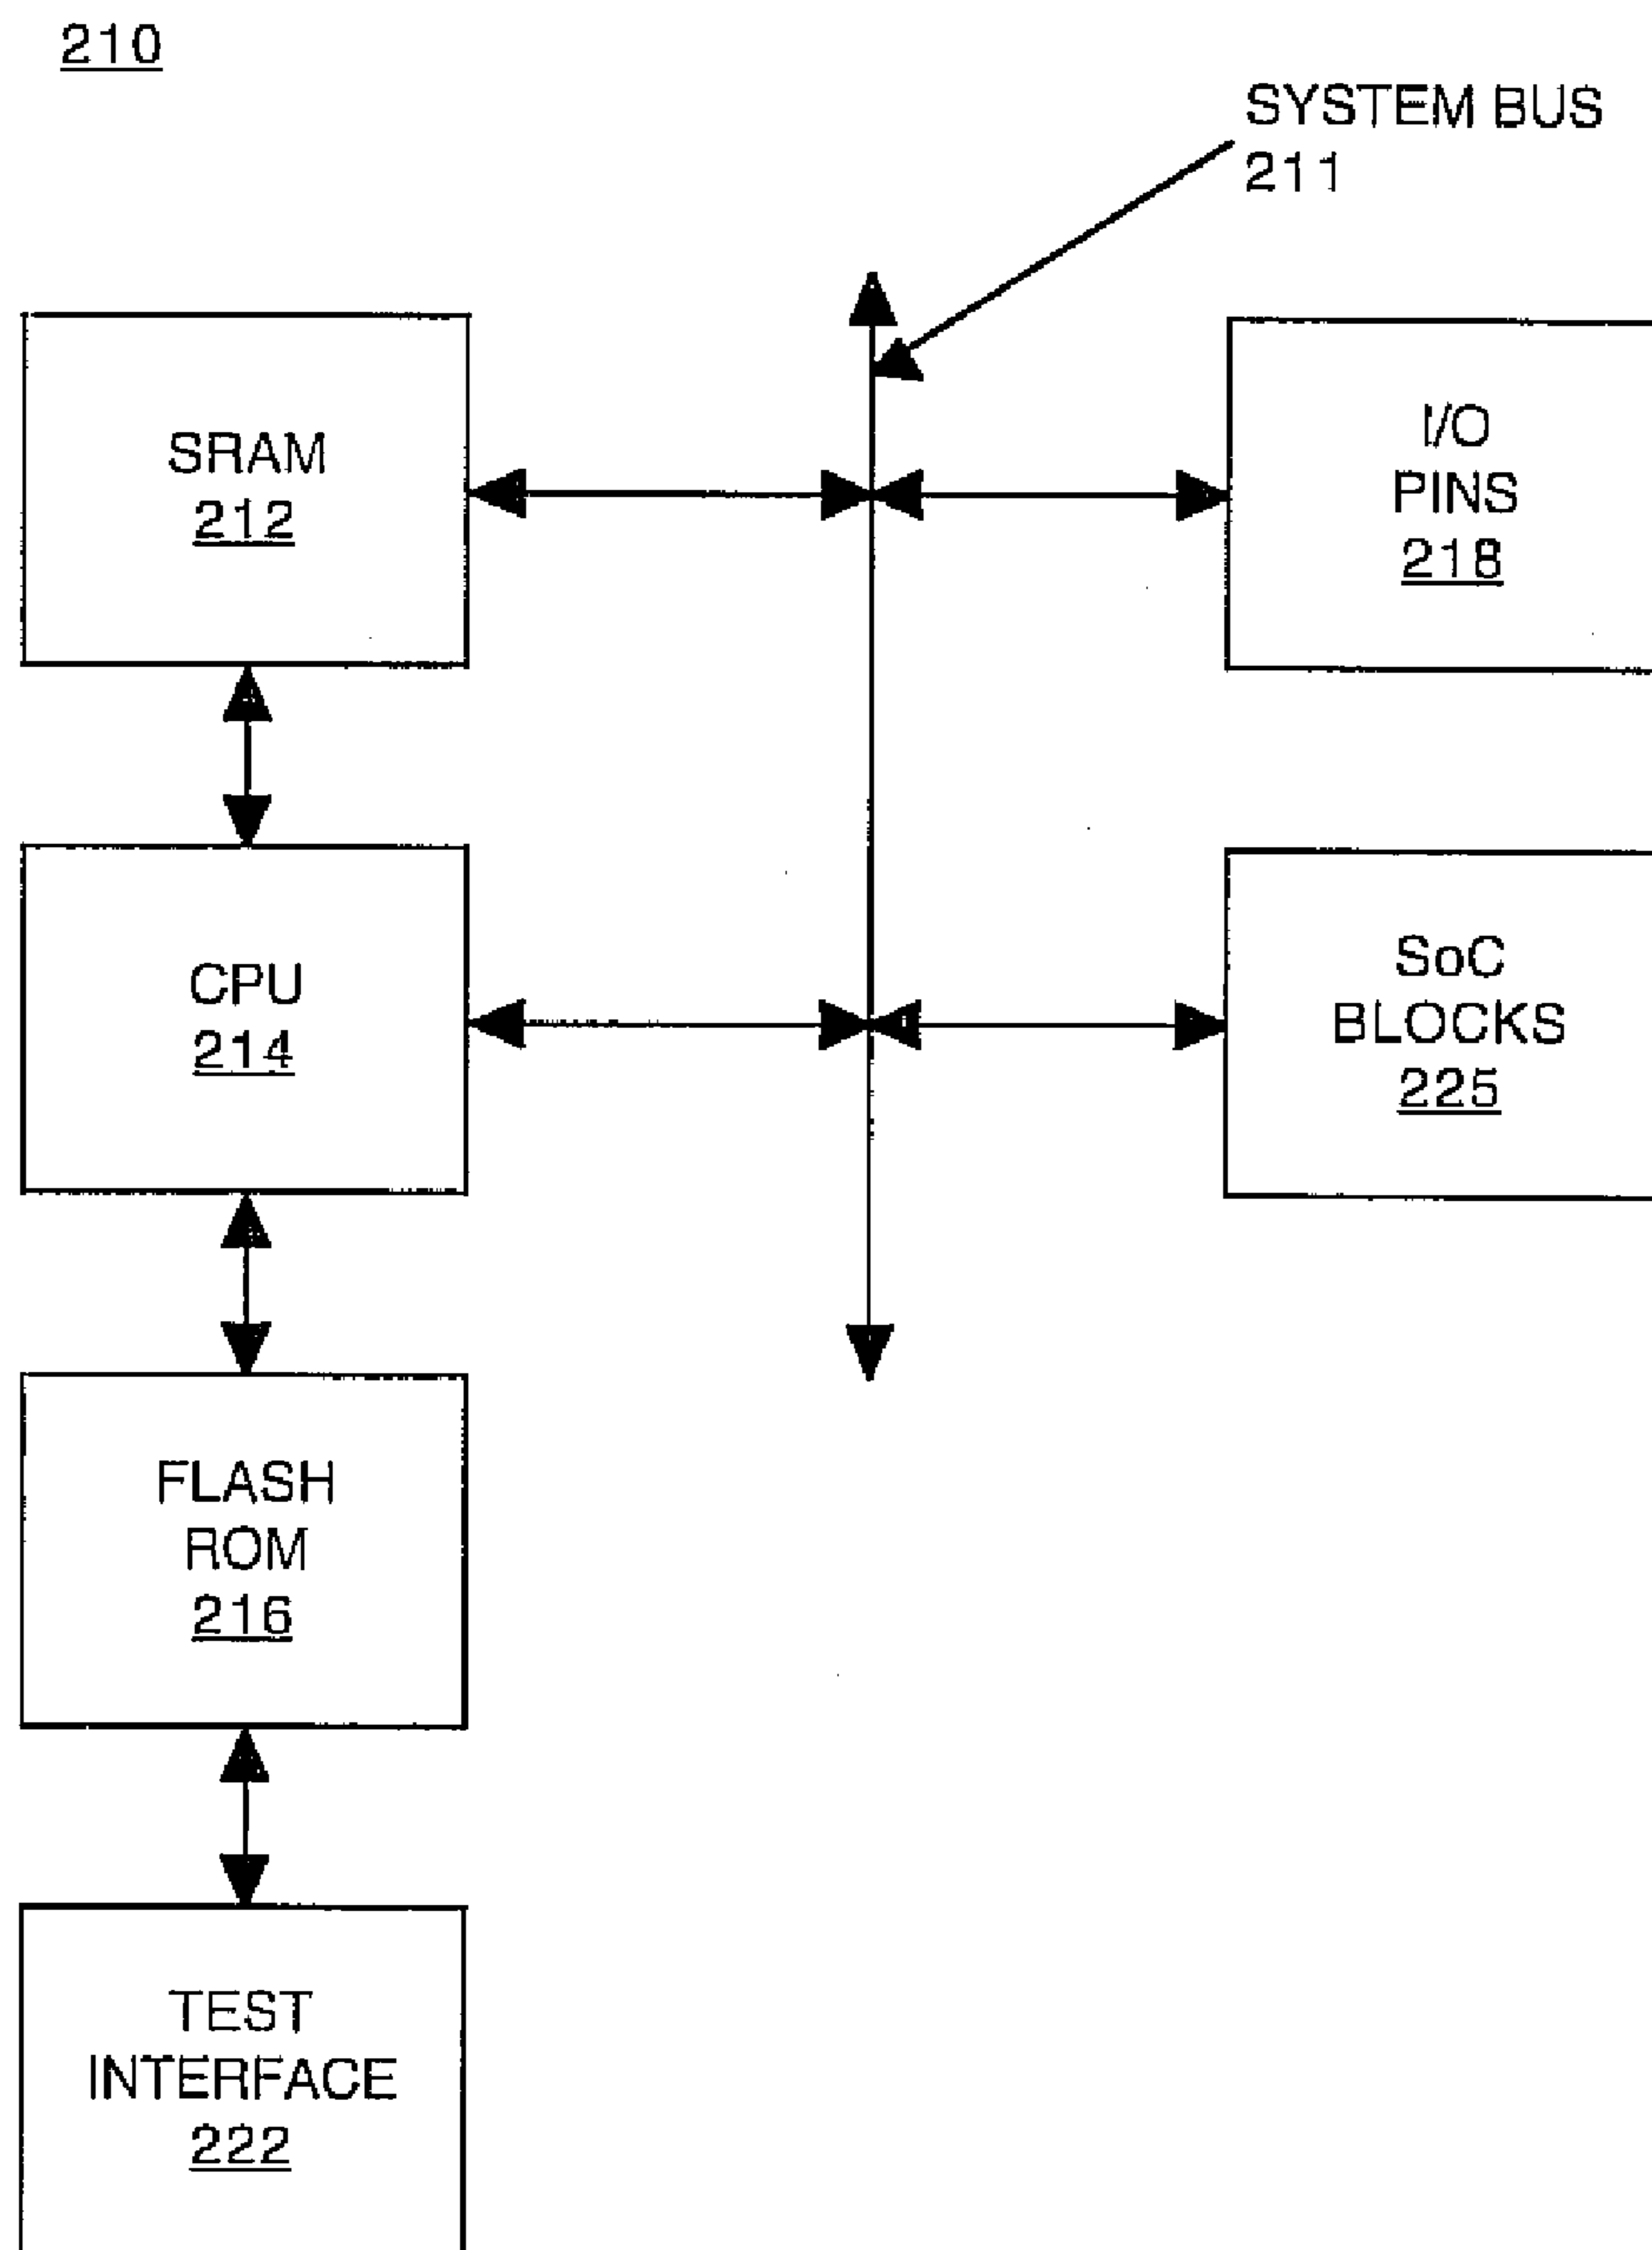 210
SYSTEM BUS
211
SRAM
212
I/O
PINS
218
CPU
214
SoC
BLOCKS
225
FLASH
ROM
216
TEST
INTERFACE
222